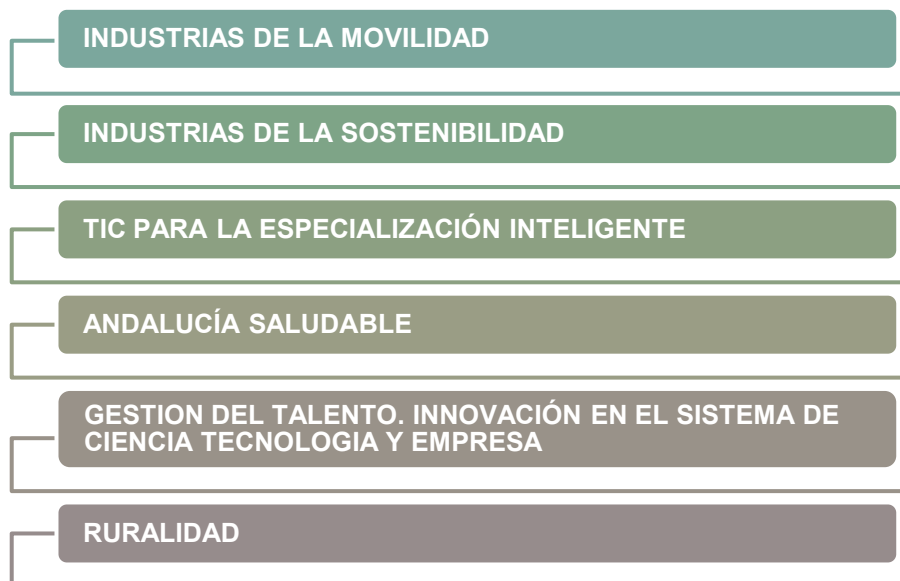 INDUSTRIAS DE LA MOVILIDAD
INDUSTRIAS DE LA SOSTENIBILIDAD
TIC PARA LA ESPECIALIZACIÓN INTELIGENTE
ANDALUCÍA SALUDABLE
GESTION DEL TALENTO. INNOVACIÓN EN EL SISTEMA DE
CIENCIA TECNOLOGIA Y EMPRESA
RURALIDAD